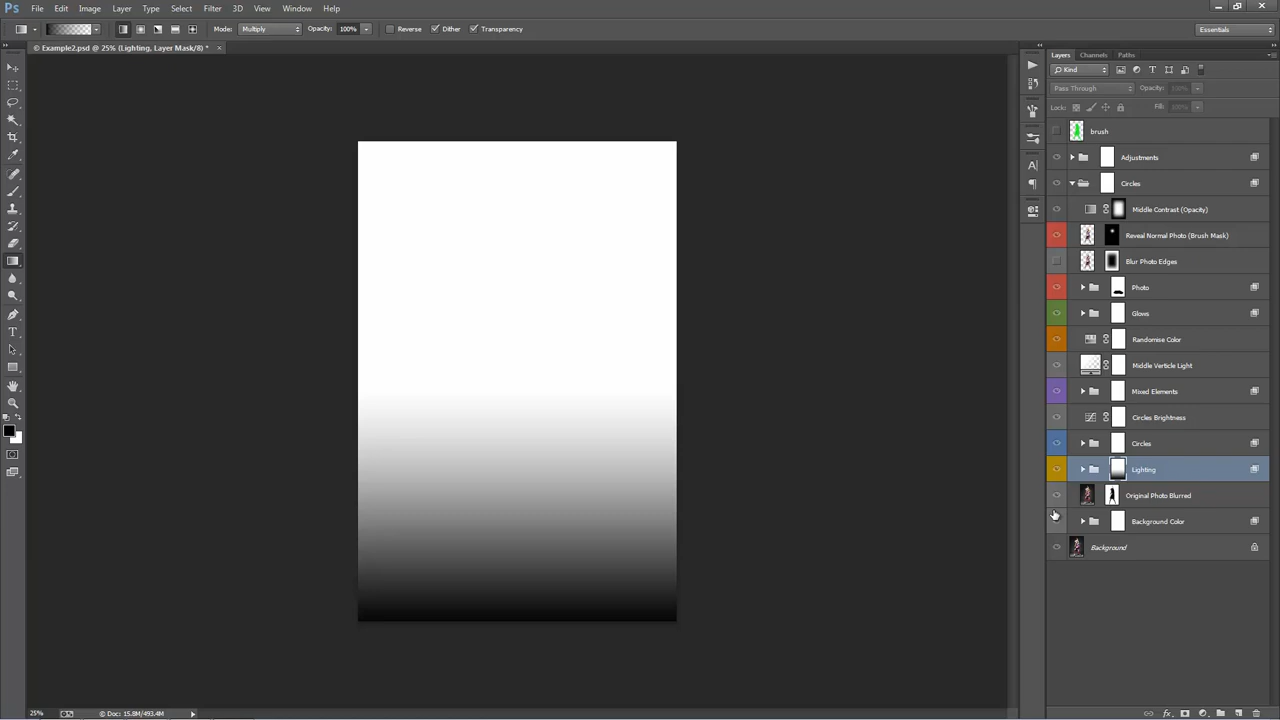 Ps File Edit Image Layer Type Select Filter 3D View Window Help
Mode: Multiply Opacity: 100% Reverse Dither Transparency Essentials
© Example2.psd @ 25% (Lighting, Layer Mask/8) * ×
Layers Channels Paths
Kind
Pass Through Opacity: 100%
Lock: Fill: 100%
brush
Adjustments
Circles
Middle Contrast (Opacity)
Reveal Normal Photo (Brush Mask)
Blur Photo Edges
Photo
Glows
Randomise Color
Middle Verticle Light
Mixed Elements
Circles Brightness
Circles
Lighting
Original Photo Blurred
Background Color
Background
25% © Doc: 15.8M/493.4M